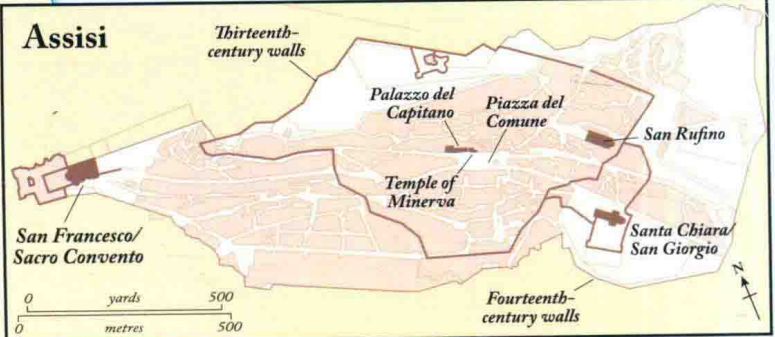 Assisi
Thirteenth-
century walls
Palazzo del
Capitano
Piazza del
Comune
San Rufino
Temple of
Minerva
San Francesco/
Sacro Convento
Santa Chiara/
San Giorgio
Fourteenth-
century walls
0 yards 500
0 metres 500
N